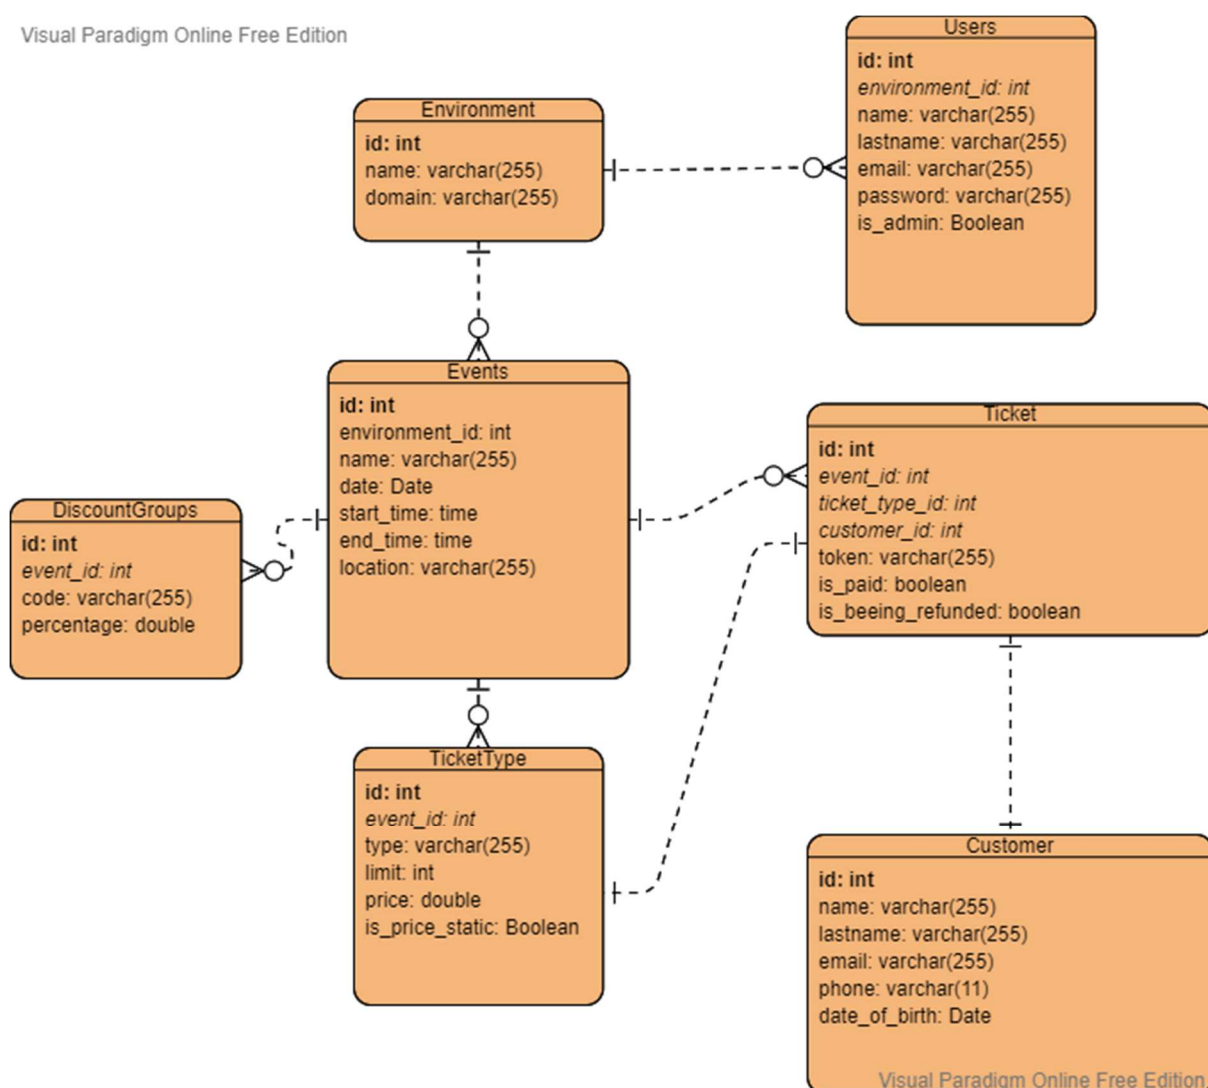 Visual Paradigm Online Free Edition
Users
id: int
environment_id: int
name: varchar(255)
lastname: varchar(255)
email: varchar(255)
password: varchar(255)
is_admin: Boolean
Environment
id: int
name: varchar(255)
domain: varchar(255)
Events
id: int
environment_id: int
name: varchar(255)
date: Date
start_time: time
end_time: time
location: varchar(255)
Ticket
id: int
event_id: int
ticket_type_id: int
customer_id: int
token: varchar(255)
is_paid: boolean
is_beeing_refunded: boolean
DiscountGroups
id: int
event_id: int
code: varchar(255)
percentage: double
TicketType
id: int
event_id: int
type: varchar(255)
limit: int
price: double
is_price_static: Boolean
Customer
id: int
name: varchar(255)
lastname: varchar(255)
email: varchar(255)
phone: varchar(11)
date_of_birth: Date
Visual Paradigm Online Free Edition